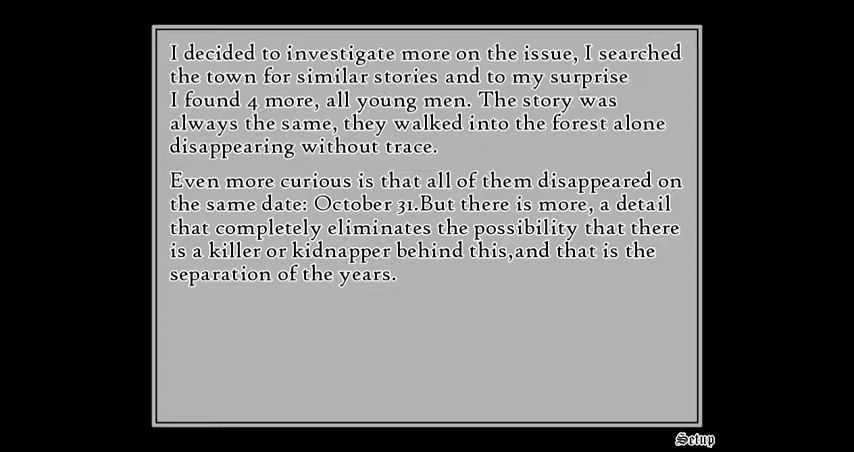 I decided to investigate more on the issue, I searched
the town for similar stories and to my surprise
I found 4 more, all young men. The story was
always the same, they walked into the forest alone
disappearing without trace.
Even more curious is that all of them disappeared on
the same date: October 31.But there is more, a detail
that completely eliminates the possibility that there
is a killer or kidnapper behind this,and that is the
separation of the years.
Setup